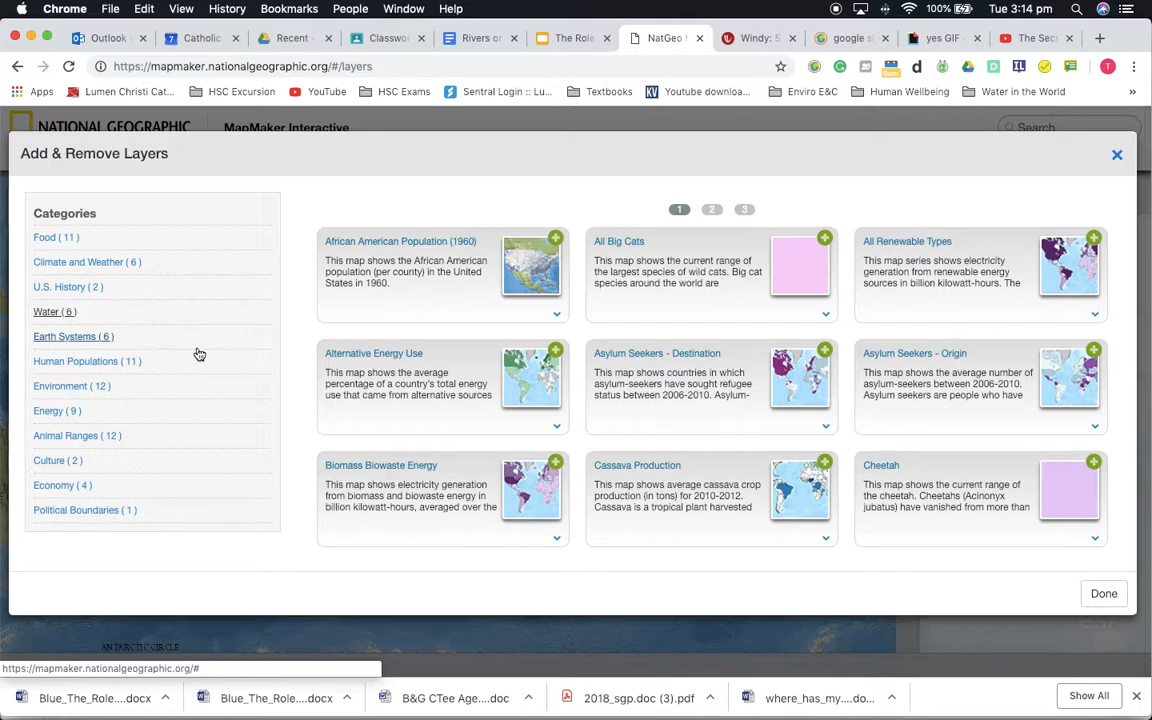 Chrome File Edit View History Bookmarks People Window Help 100% Tue 3:14 pm
Outlook Catholic Recent - Classwo Rivers or The Role NatGeo M Windy: S google sl yes GIF - The Sec
https://mapmaker.nationalgeographic.org/#/layers
Apps Lumen Christi Cat... HSC Excursion YouTube HSC Exams Sentral Login :: Lu... Textbooks Youtube downloa... Enviro E&C Human Wellbeing Water in the World »
NATIONAL GEOGRAPHIC MapMaker Interactive Search
Add & Remove Layers
Categories
Food ( 11 )
Climate and Weather ( 6 )
U.S. History ( 2 )
Water ( 6 )
Earth Systems ( 6 )
Human Populations ( 11 )
Environment ( 12 )
Energy ( 9 )
Animal Ranges ( 12 )
Culture ( 2 )
Economy ( 4 )
Political Boundaries ( 1 )
1 2 3
African American Population (1960)
This map shows the African American
population (per county) in the United
States in 1960.
All Big Cats
This map shows the current range of
the largest species of wild cats. Big cat
species around the world are
All Renewable Types
This map series shows electricity
generation from renewable energy
sources in billion kilowatt-hours. The
Alternative Energy Use
This map shows the average
percentage of a country's total energy
use that came from alternative sources
Asylum Seekers - Destination
This map shows countries in which
asylum-seekers have sought refugee
status between 2006-2010. Asylum-
Asylum Seekers - Origin
This map shows the average number of
asylum-seekers between 2006-2010.
Asylum seekers are people who have
Biomass Biowaste Energy
This map shows electricity generation
from biomass and biowaste energy in
billion kilowatt-hours, averaged over the
Cassava Production
This map shows average cassava crop
production (in tons) for 2010-2012.
Cassava is a tropical plant harvested
Cheetah
This map shows the current range of
the cheetah. Cheetahs (Acinonyx
jubatus) have vanished from more than
Done
ANTARCTIC CIRCLE
https://mapmaker.nationalgeographic.org/#
Blue_The_Role....docx Blue_The_Role....docx B&G CTee Age....doc 2018_sgp.doc (3).pdf where_has_my....do... Show All